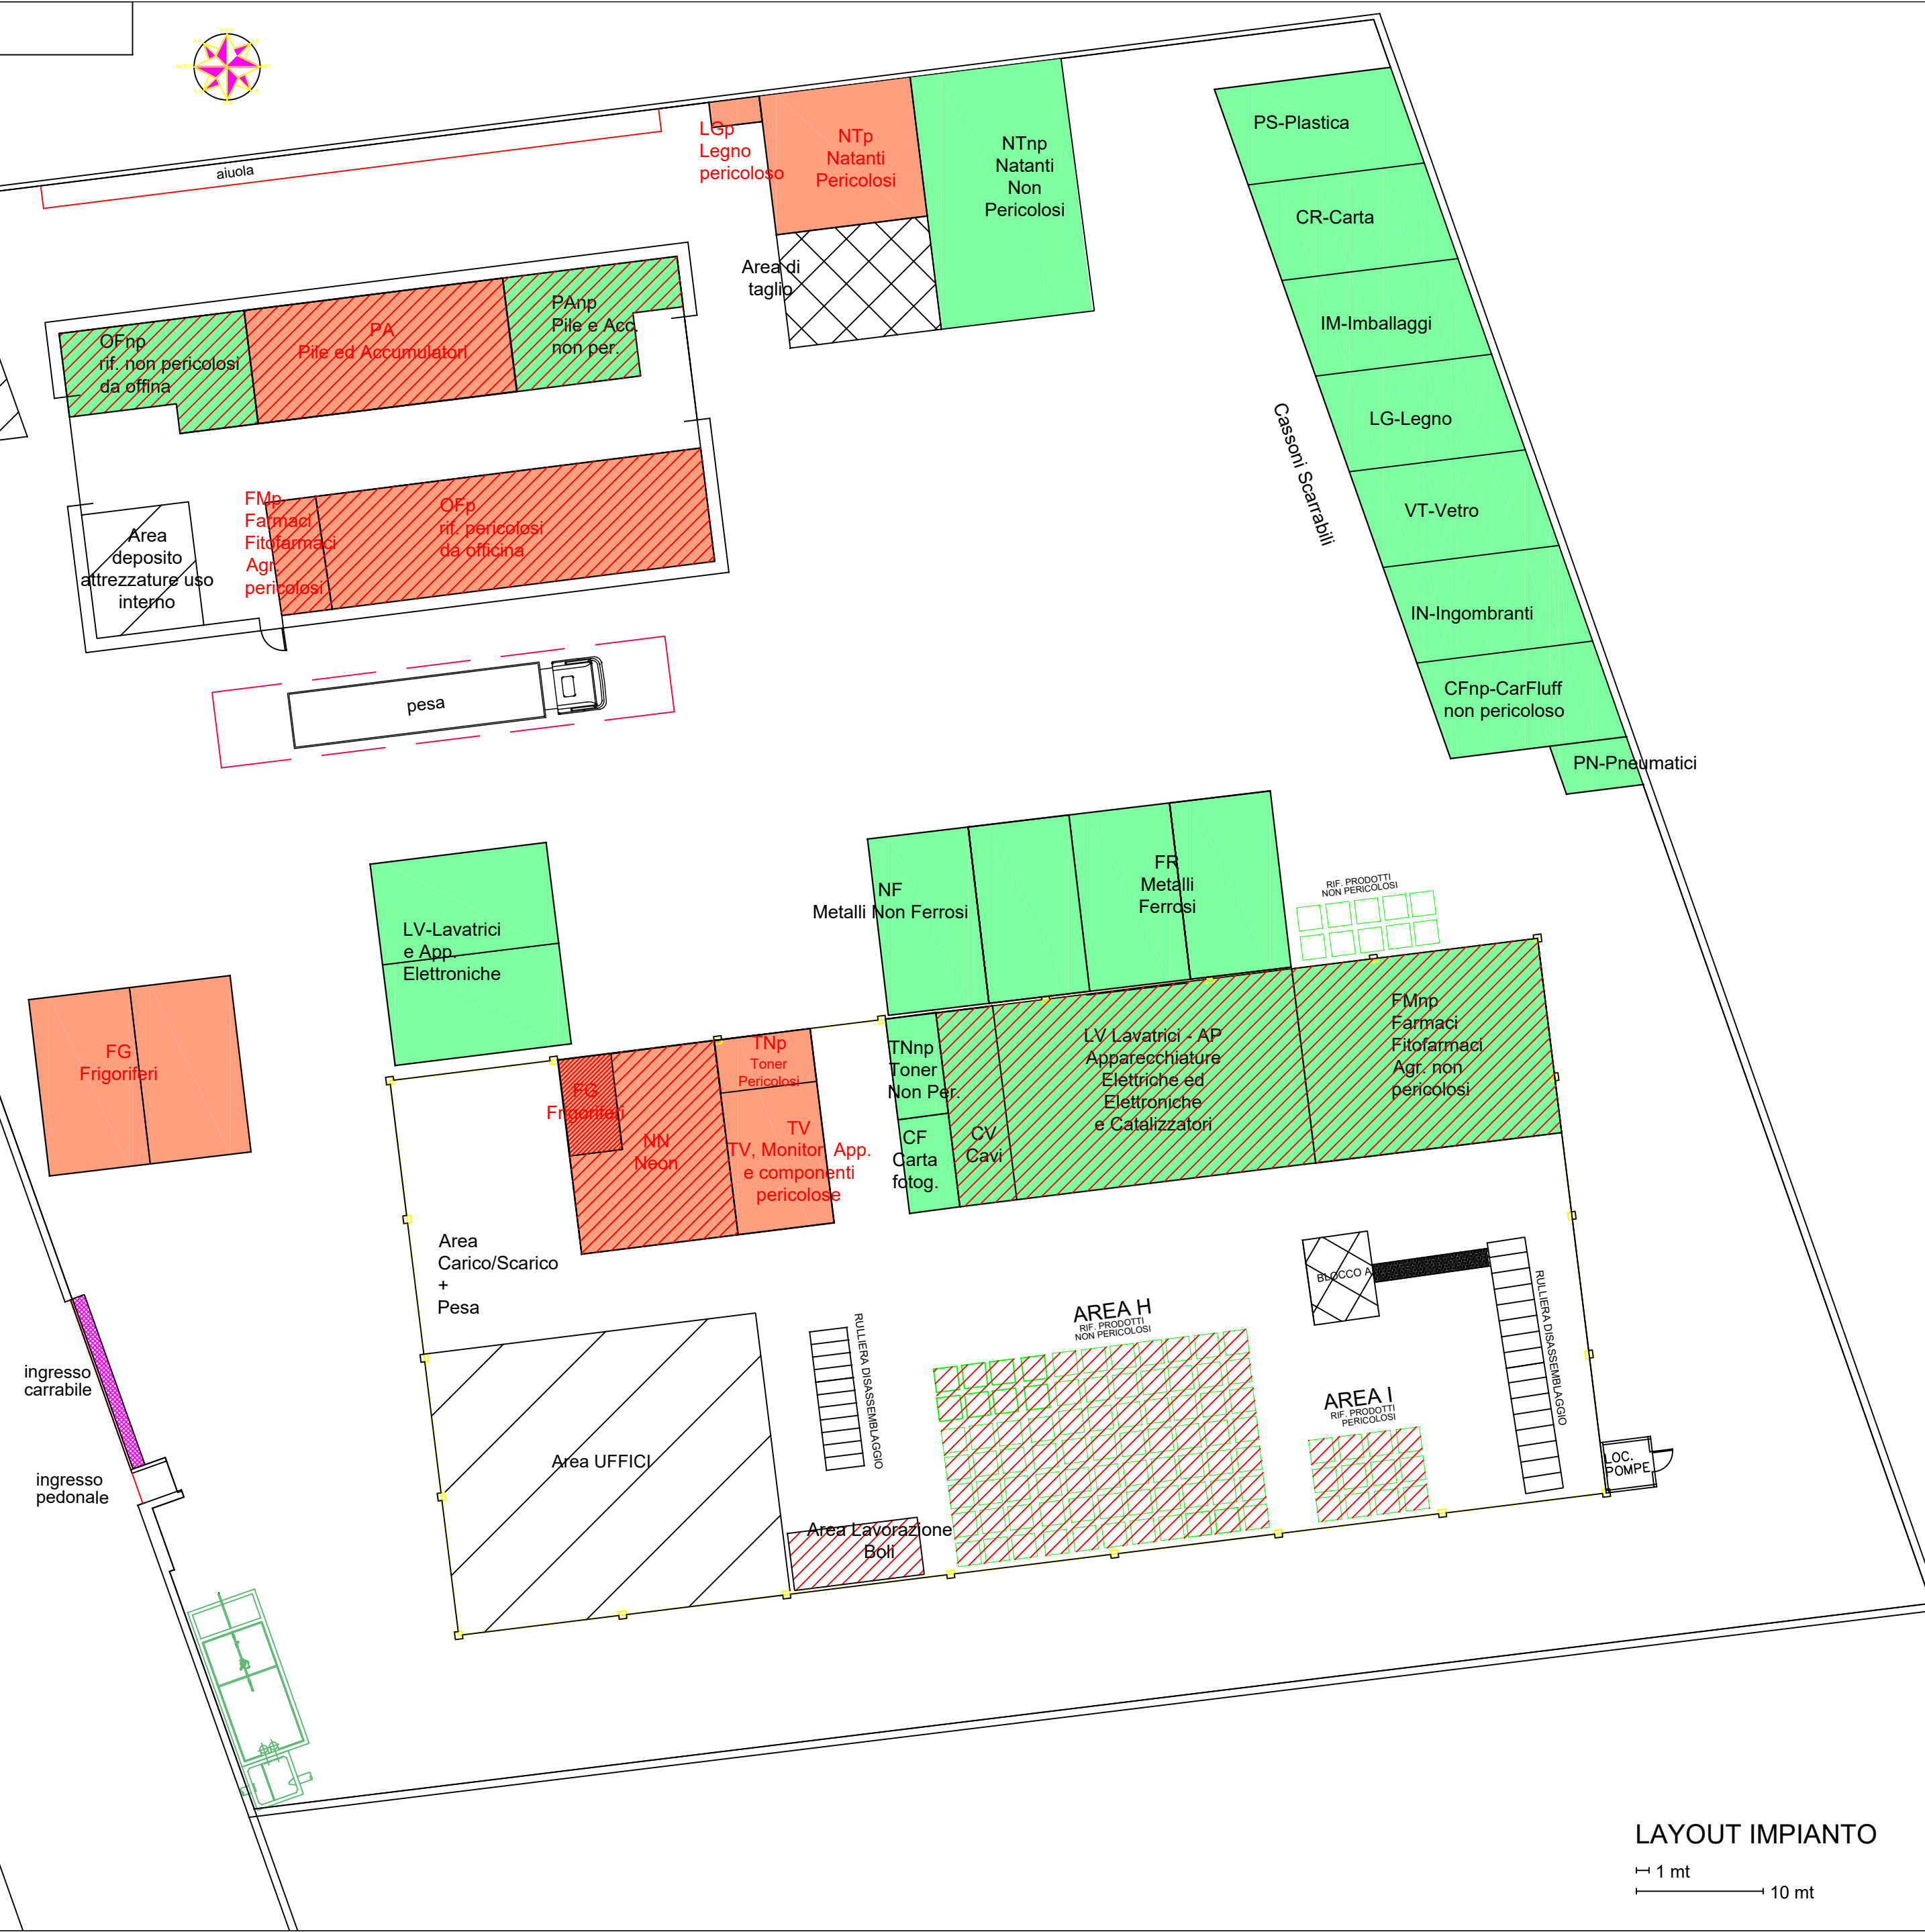 aiuola
LGp
Legno
pericoloso
NTp
Natanti
Pericolosi
NTnp
Natanti
Non
Pericolosi
Area di
taglio
PS-Plastica
CR-Carta
IM-Imballaggi
LG-Legno
VT-Vetro
IN-Ingombranti
CFnp-CarFluff
non pericoloso
PN-Pneumatici
Cassoni Scarrabili
OFnp
rif. non pericolosi
da offina
PA
Pile ed Accumulatori
PAnp
Pile e Acc.
non per.
FMp
Farmaci
Fitofarmaci
Agr.
pericolosi
OFp
rif. pericolosi
da officina
Area
deposito
attrezzature uso
interno
pesa
LV-Lavatrici
e App.
Elettroniche
NF
Metalli Non Ferrosi
FR
Metalli
Ferrosi
RIF. PRODOTTI
NON PERICOLOSI
FG
Frigoriferi
FG
Frigoriferi
NN
Neon
TNp
Toner
Pericolosi
TV
TV, Monitor, App.
e componenti
pericolose
TNnp
Toner
Non Per.
CF
Carta
fotog.
CV
Cavi
LV Lavatrici - AP
Apparecchiature
Elettriche ed
Elettroniche
e Catalizzatori
FMnp
Farmaci
Fitofarmaci
Agr. non
pericolosi
Area
Carico/Scarico
+
Pesa
BLOCCO A
RULLIERA DISASSEMBLAGGIO
RULLIERA DISASSEMBLAGGIO
AREA H
RIF. PRODOTTI
NON PERICOLOSI
AREA I
RIF. PRODOTTI
PERICOLOSI
ingresso
carrabile
ingresso
pedonale
Area UFFICI
Area Lavorazione
Boli
LOC.
POMPE
LAYOUT IMPIANTO
1 mt
10 mt